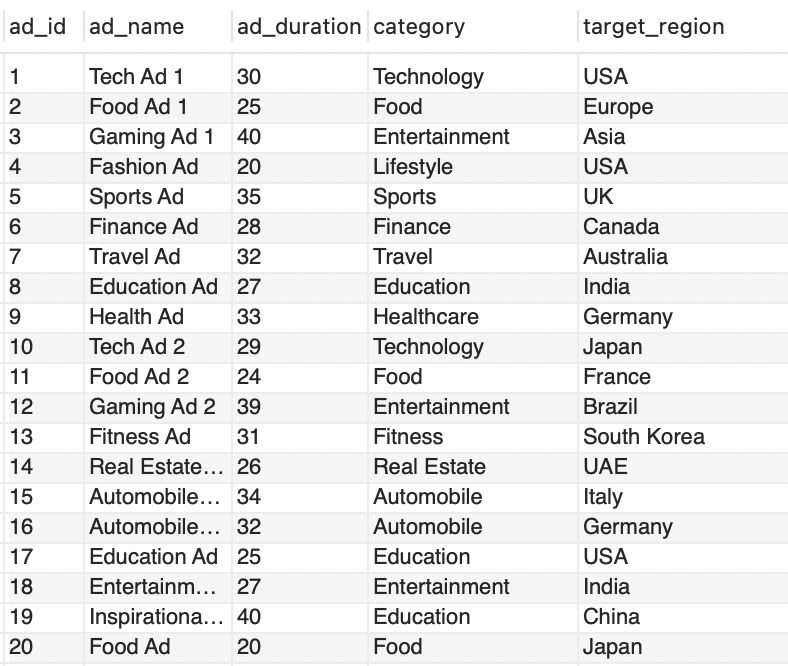 ad_id ad_name ad_duration category target_region
1 Tech Ad 1 30 Technology USA
2 Food Ad 1 25 Food Europe
3 Gaming Ad 1 40 Entertainment Asia
4 Fashion Ad 20 Lifestyle USA
5 Sports Ad 35 Sports UK
6 Finance Ad 28 Finance Canada
7 Travel Ad 32 Travel Australia
8 Education Ad 27 Education India
9 Health Ad 33 Healthcare Germany
10 Tech Ad 2 29 Technology Japan
11 Food Ad 2 24 Food France
12 Gaming Ad 2 39 Entertainment Brazil
13 Fitness Ad 31 Fitness South Korea
14 Real Estate... 26 Real Estate UAE
15 Automobile... 34 Automobile Italy
16 Automobile... 32 Automobile Germany
17 Education Ad 25 Education USA
18 Entertainm... 27 Entertainment India
19 Inspirationa... 40 Education China
20 Food Ad 20 Food Japan